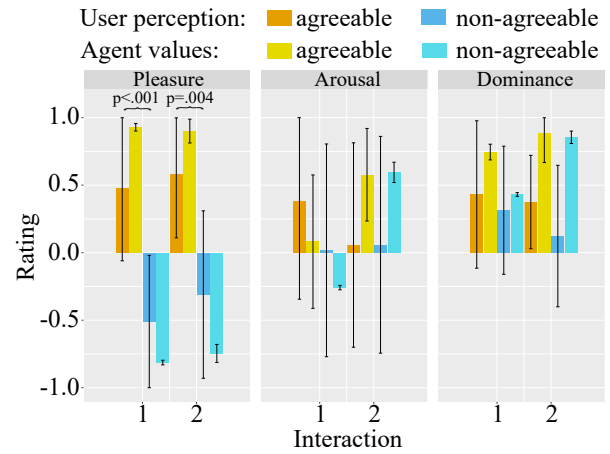 User perception: agreeable non-agreeable
Agent values: agreeable non-agreeable
Pleasure Arousal Dominance
p<.001 p=.004
1.0
0.5
0.0
-0.5
-1.0
Rating
1 2 1 2 1 2
Interaction